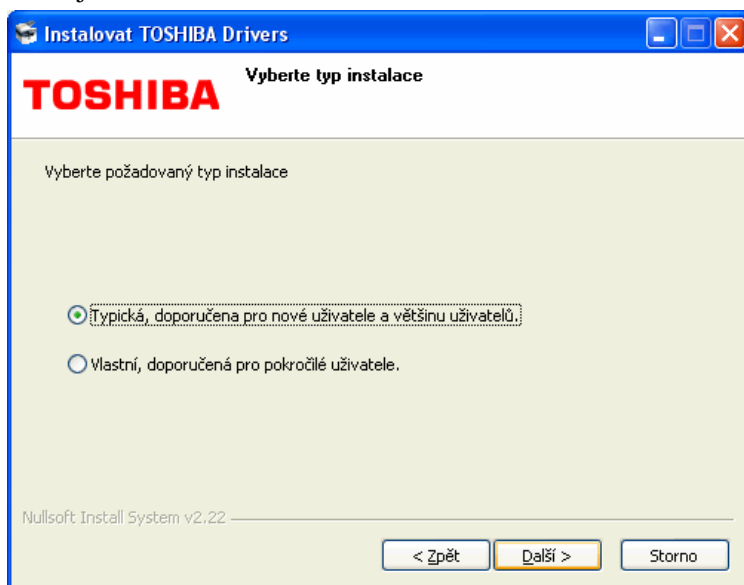 Instalovat TOSHIBA Drivers
TOSHIBA
Vyberte typ instalace
Vyberte požadovaný typ instalace
Typická, doporučena pro nové uživatele a většinu uživatelů.
Vlastní, doporučená pro pokročilé uživatele.
Nullsoft Install System v2.22
< Zpět
Další >
Storno